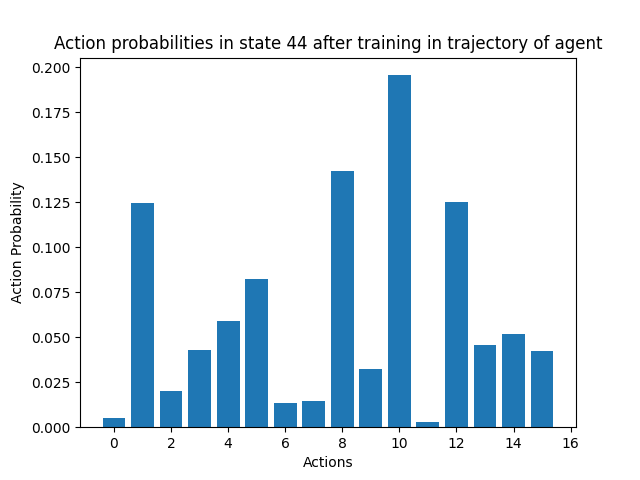 Action probabilities in state 44 after training in trajectory of agent
0.200
0.175
0.150
0.125
0.100
0.075
0.050
0.025
0.000
Action Probability
0 2 4 6 8 10 12 14 16
Actions